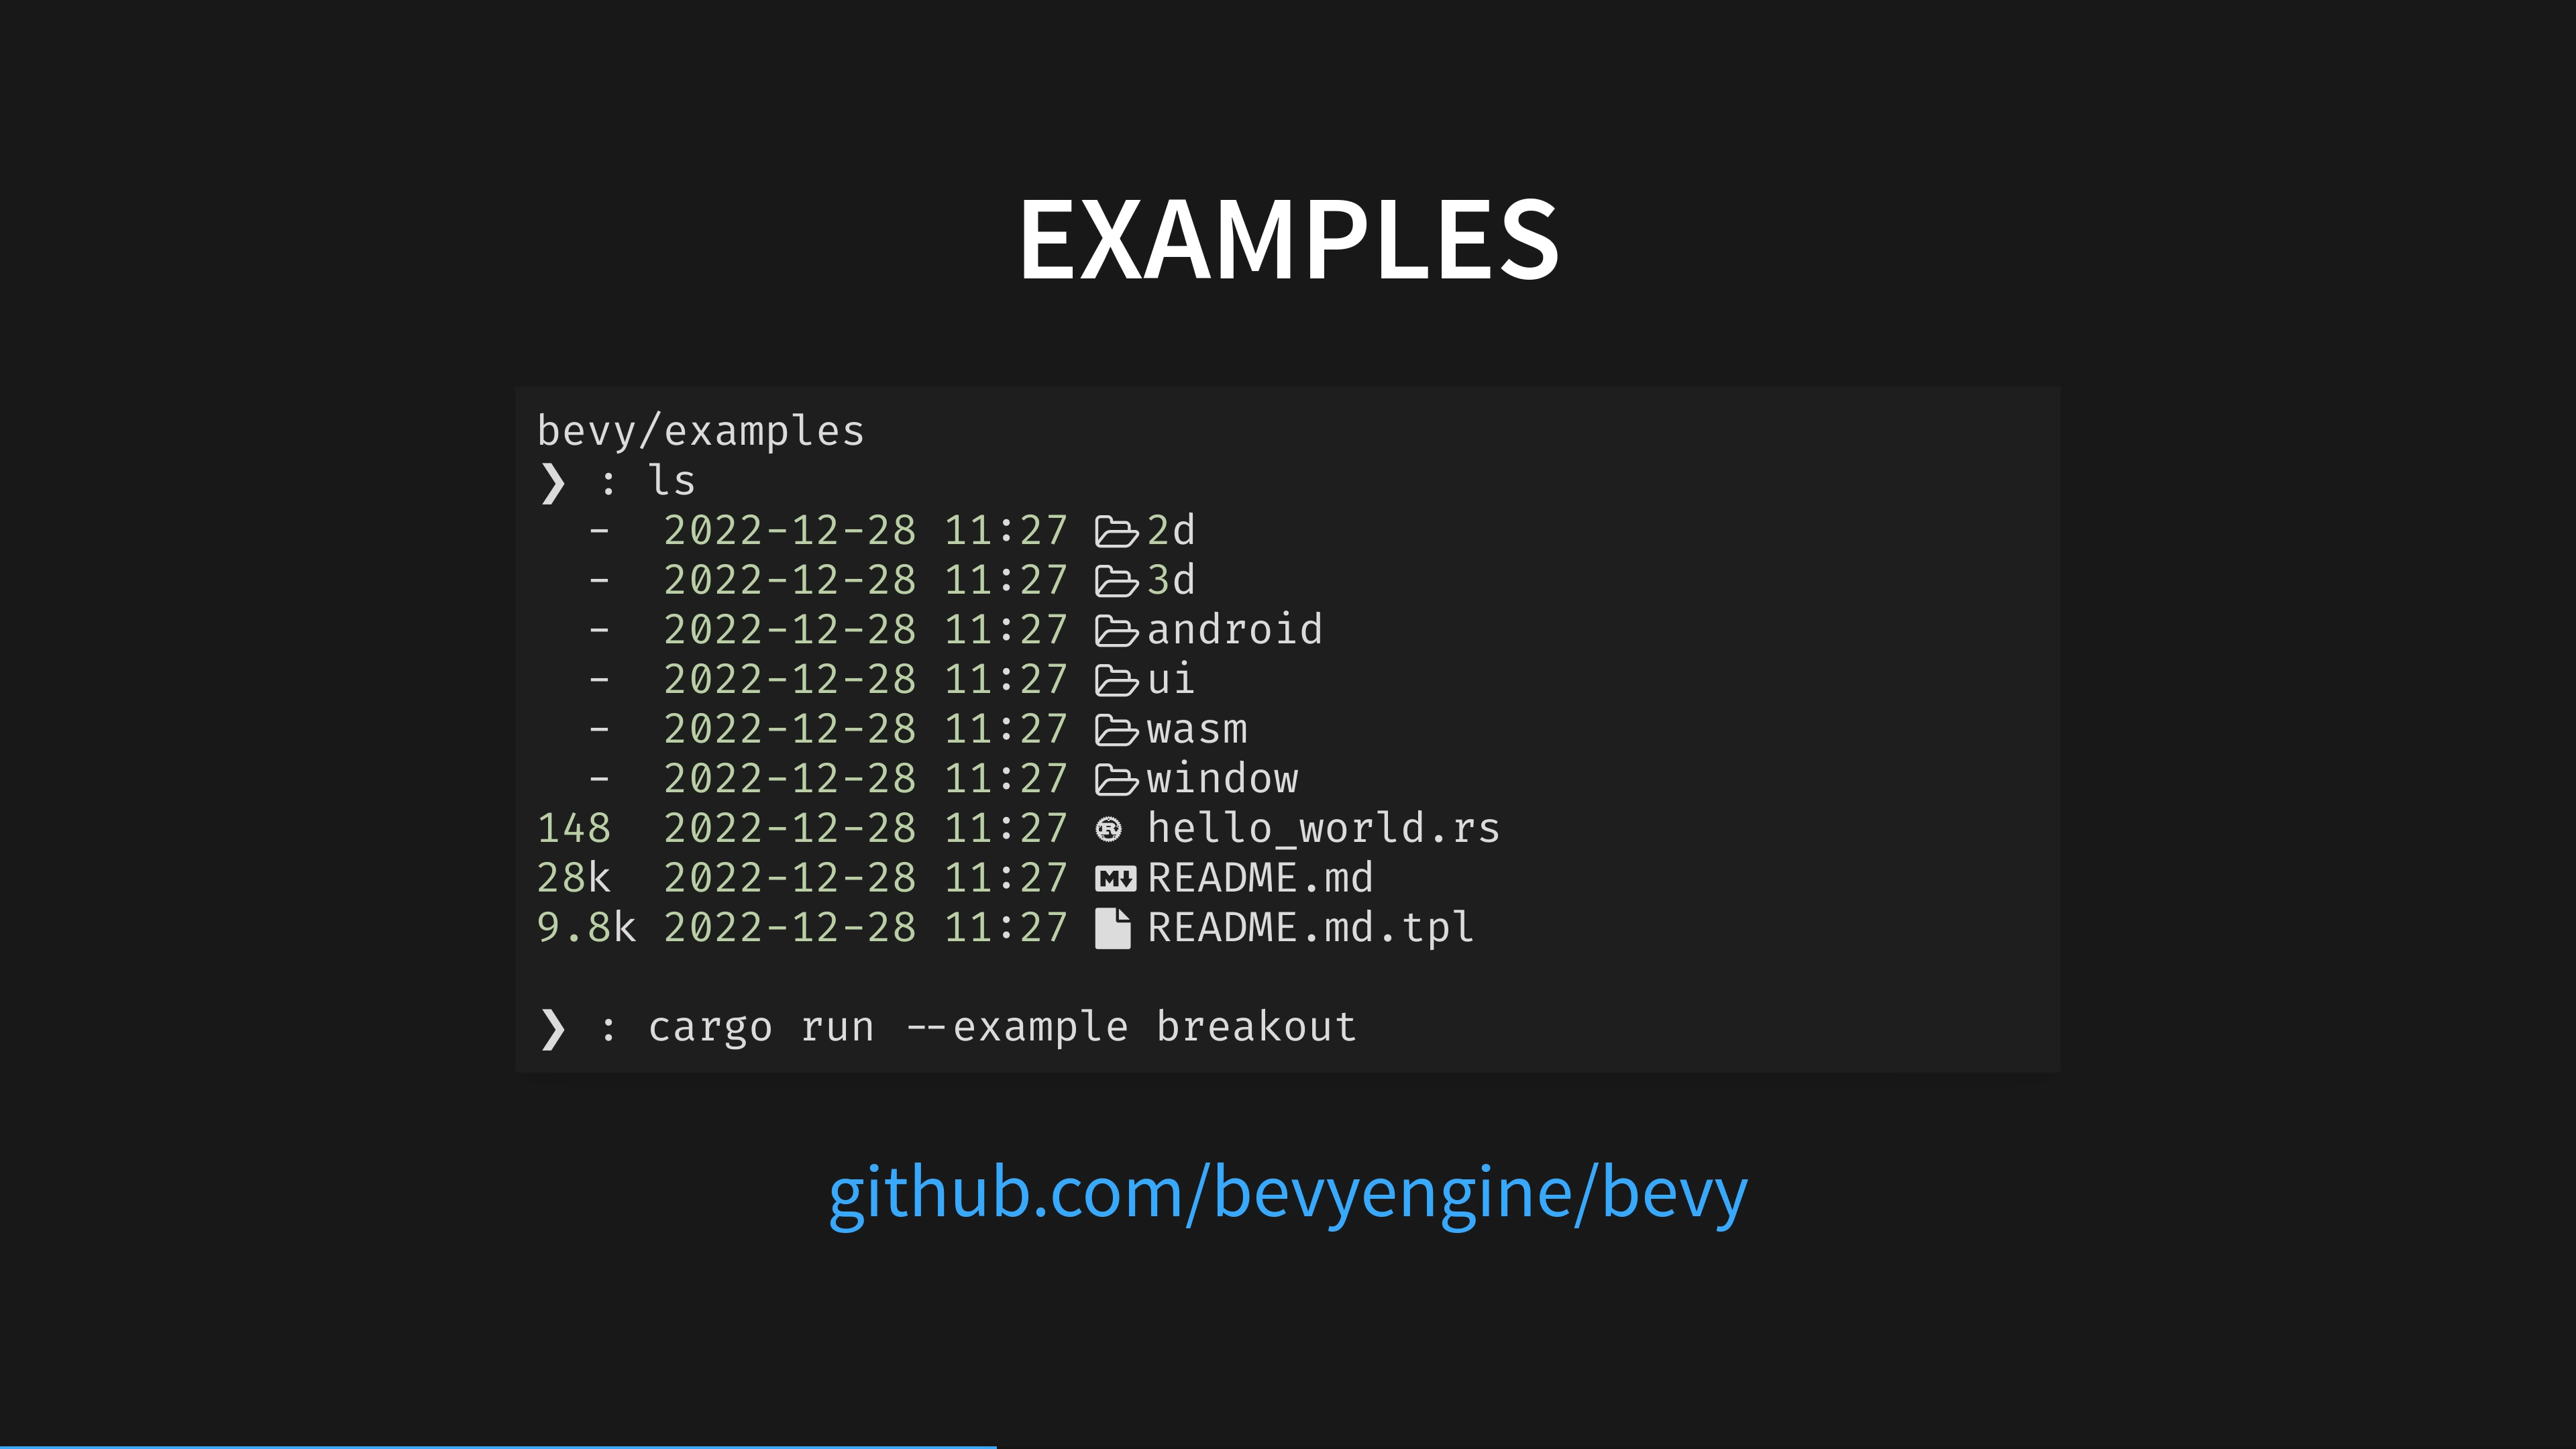 EXAMPLES
bevy/examples
❯ : ls
- 2022-12-28 11:27 2d
- 2022-12-28 11:27 3d
- 2022-12-28 11:27 android
- 2022-12-28 11:27 ui
- 2022-12-28 11:27 wasm
- 2022-12-28 11:27 window
148 2022-12-28 11:27 hello_world.rs
28k 2022-12-28 11:27 README.md
9.8k 2022-12-28 11:27 README.md.tpl
❯ : cargo run --example breakout
github.com/bevyengine/bevy